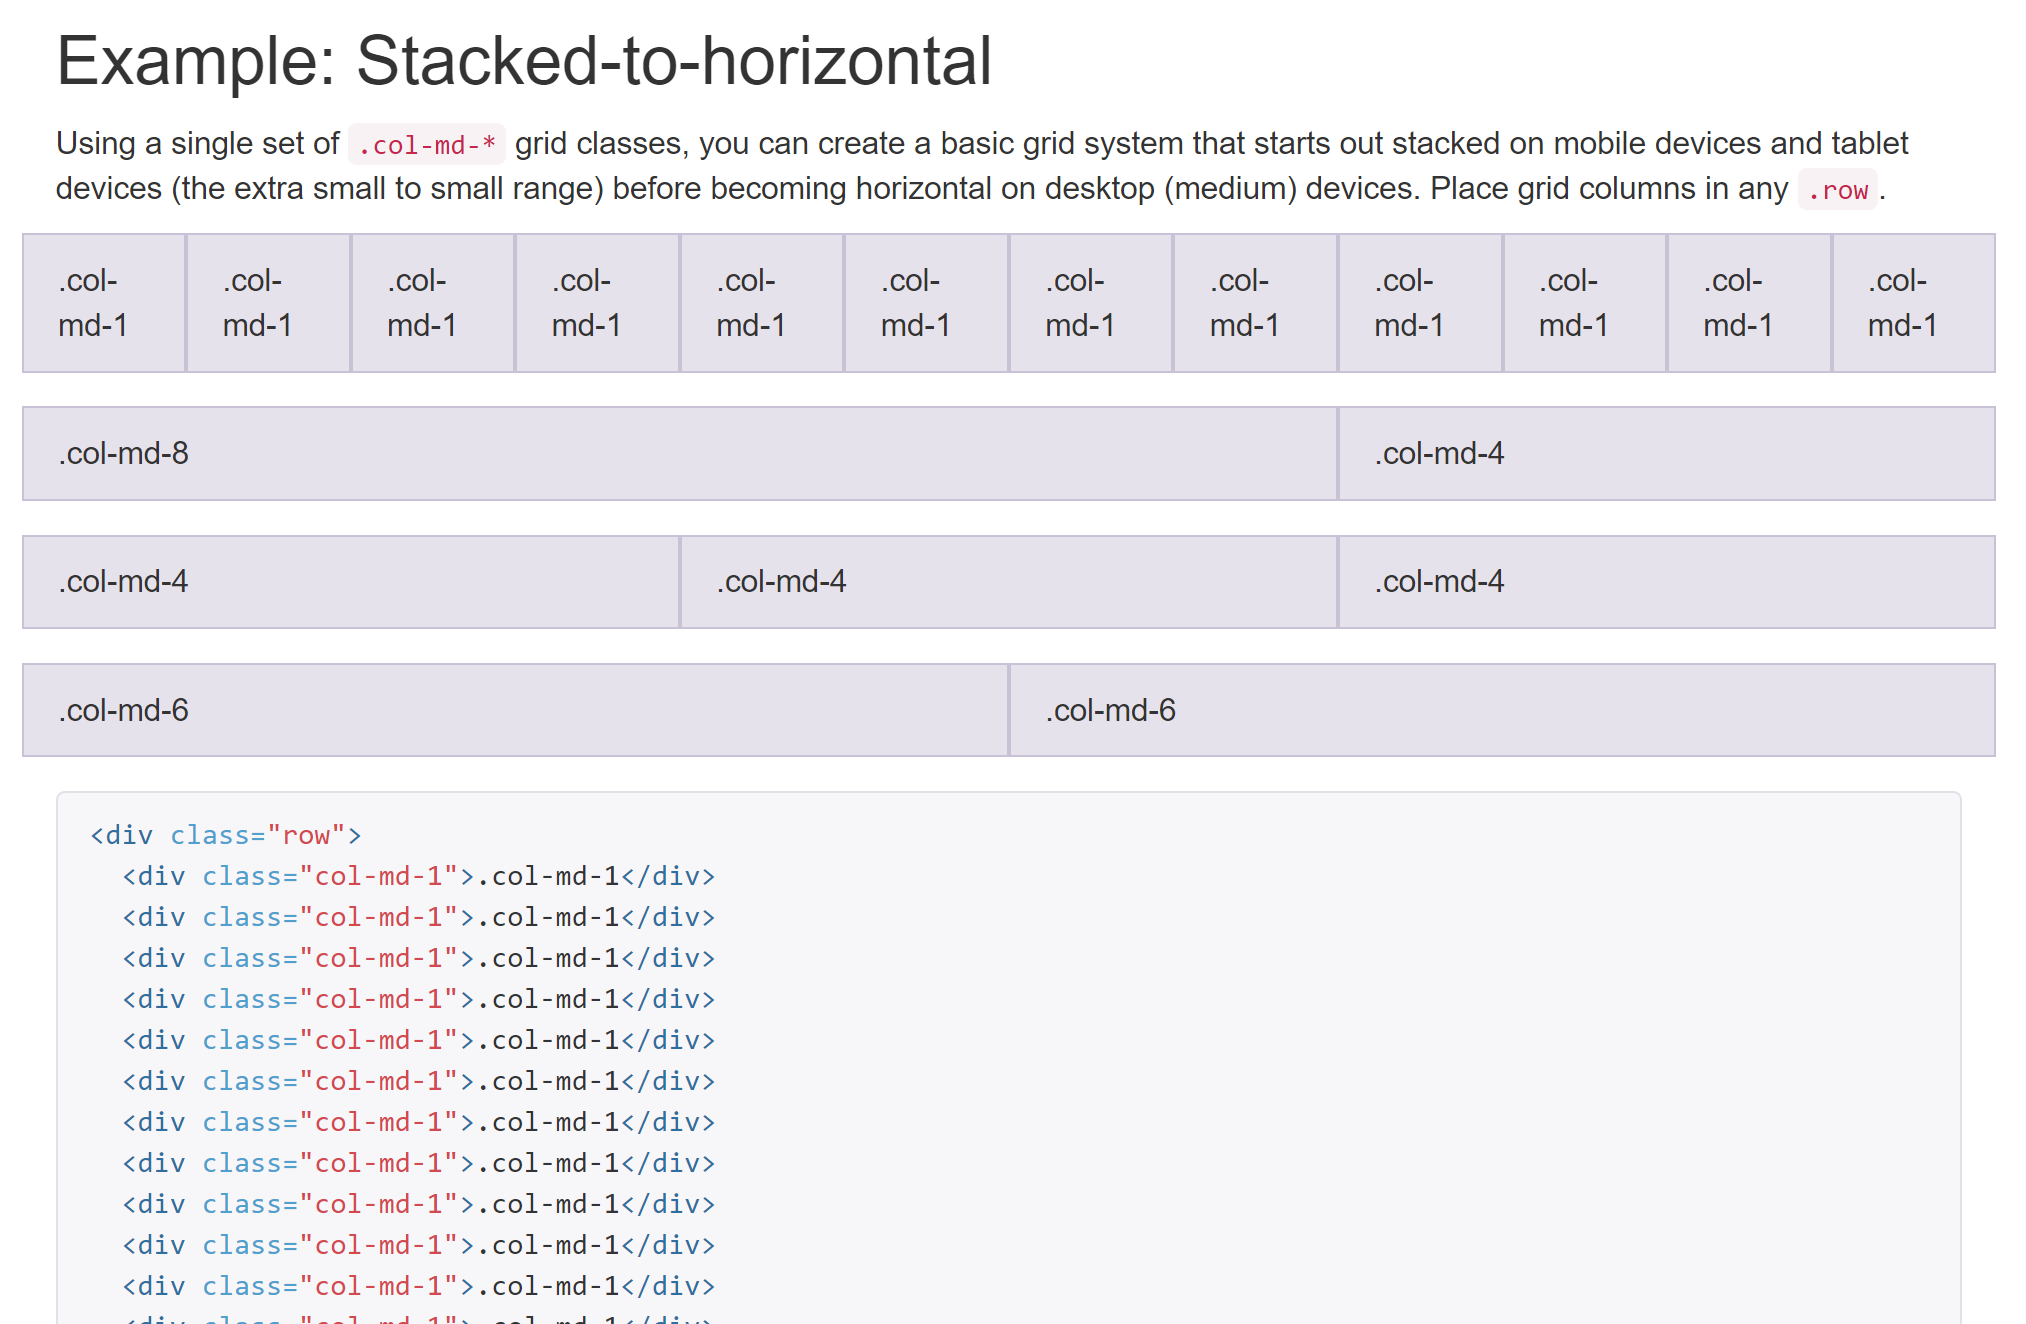 Example: Stacked-to-horizontal
Using a single set of .col-md-* grid classes, you can create a basic grid system that starts out stacked on mobile devices and tablet
devices (the extra small to small range) before becoming horizontal on desktop (medium) devices. Place grid columns in any .row.
.col- .col- .col- .col- .col- .col- .col- .col- .col- .col- .col- .col-
md-1 md-1 md-1 md-1 md-1 md-1 md-1 md-1 md-1 md-1 md-1 md-1
.col-md-8 .col-md-4
.col-md-4 .col-md-4 .col-md-4
.col-md-6 .col-md-6
<div class="row">
<div class="col-md-1">.col-md-1</div>
<div class="col-md-1">.col-md-1</div>
<div class="col-md-1">.col-md-1</div>
<div class="col-md-1">.col-md-1</div>
<div class="col-md-1">.col-md-1</div>
<div class="col-md-1">.col-md-1</div>
<div class="col-md-1">.col-md-1</div>
<div class="col-md-1">.col-md-1</div>
<div class="col-md-1">.col-md-1</div>
<div class="col-md-1">.col-md-1</div>
<div class="col-md-1">.col-md-1</div>
<div class="col-md-1">.col-md-1</div>